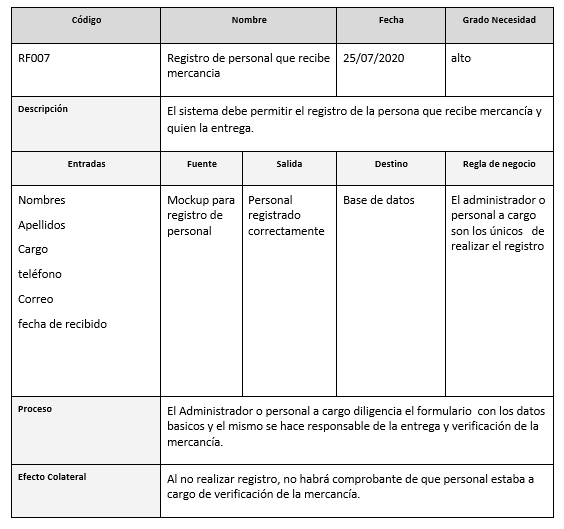 Código Nombre Fecha Grado Necesidad
RF007 Registro de personal que recibe 25/07/2020 alto
mercancia
Descripción El sistema debe permitir el registro de la persona que recibe mercancía y
quien la entrega.
Entradas Fuente Salida Destino Regla de negocio
Nombres
Apellidos
Cargo
teléfono
Correo
fecha de recibido
Mockup para
registro de
personal
Personal
registrado
correctamente
Base de datos
El administrador o
personal a cargo
son los únicos de
realizar el registro
Proceso El Administrador o personal a cargo diligencia el formulario con los datos
basicos y el mismo se hace responsable de la entrega y verificación de la
mercancía.
Efecto Colateral Al no realizar registro, no habrá comprobante de que personal estaba a
cargo de verificación de la mercancía.